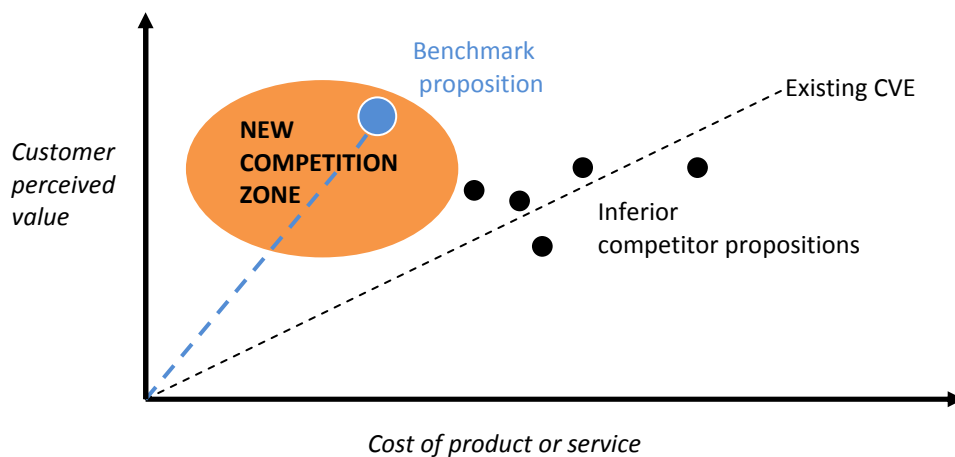 Benchmark
proposition
Existing CVE
NEW
COMPETITION
ZONE
Customer
perceived
value
Inferior
competitor propositions
Cost of product or service